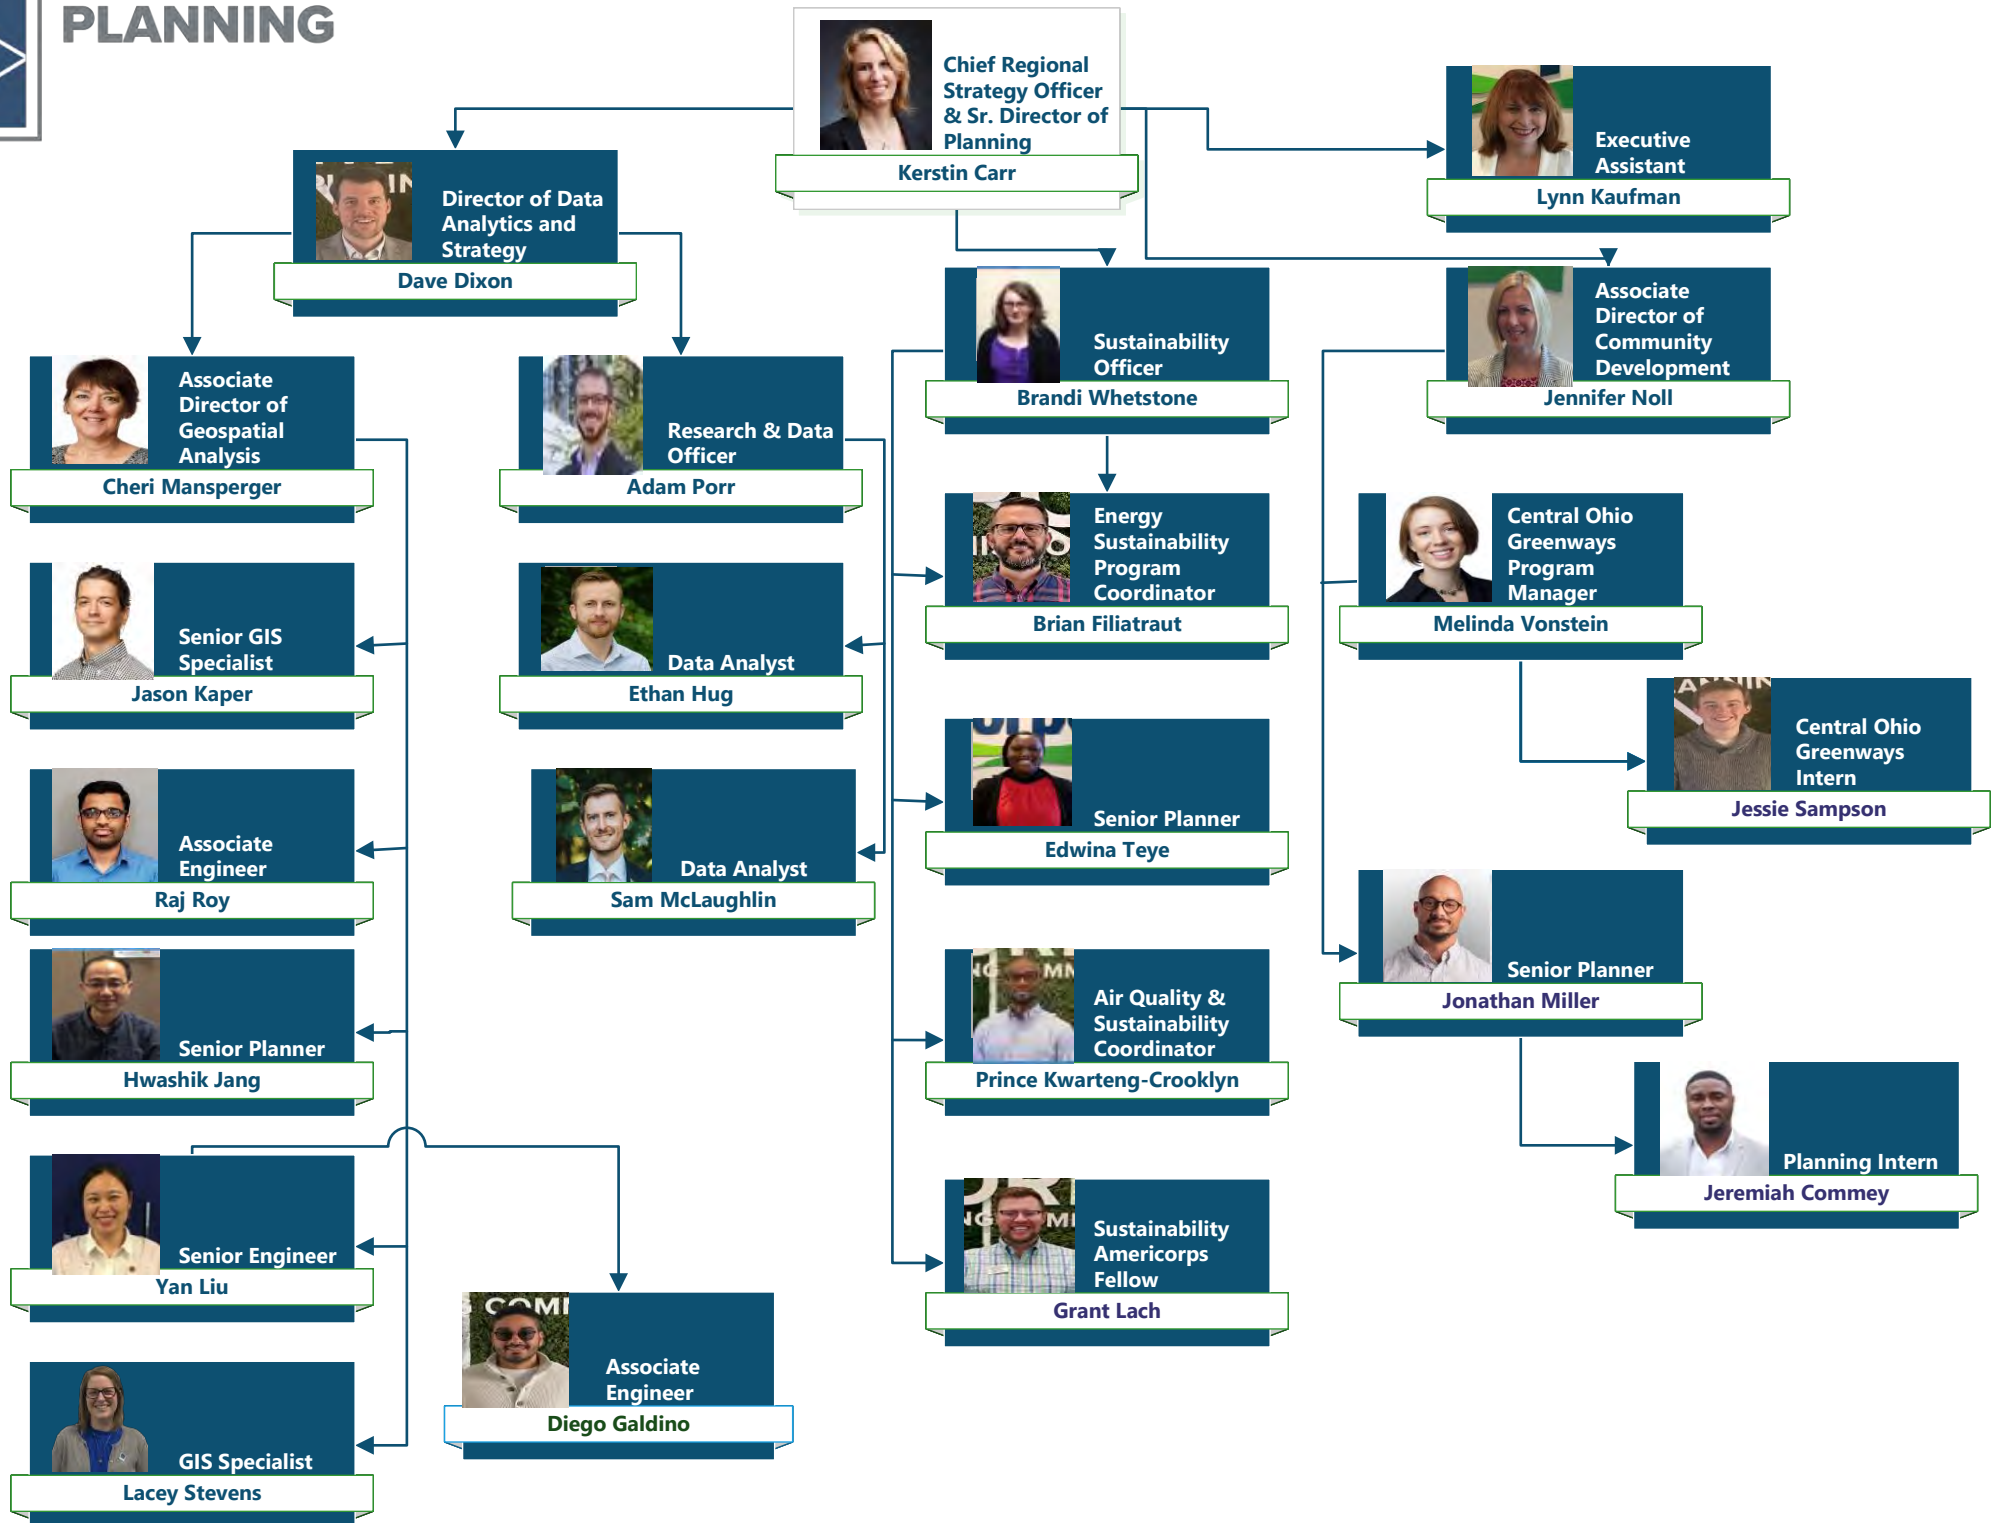 PLANNING
Chief Regional
Strategy Officer
& Sr. Director of
Planning
Kerstin Carr
Executive
Assistant
Lynn Kaufman
Director of Data
Analytics and
Strategy
Dave Dixon
Sustainability
Officer
Brandi Whetstone
Associate
Director of
Community
Development
Jennifer Noll
Associate
Director of
Geospatial
Analysis
Cheri Mansperger
Research & Data
Officer
Adam Porr
Energy
Sustainability
Program
Coordinator
Brian Filiatraut
Central Ohio
Greenways
Program
Manager
Melinda Vonstein
Senior GIS
Specialist
Jason Kaper
Data Analyst
Ethan Hug
Central Ohio
Greenways
Intern
Jessie Sampson
Senior Planner
Edwina Teye
Associate
Engineer
Raj Roy
Data Analyst
Sam McLaughlin
Senior Planner
Jonathan Miller
Senior Planner
Hwashik Jang
Air Quality &
Sustainability
Coordinator
Prince Kwarteng-Crooklyn
Planning Intern
Jeremiah Commey
Senior Engineer
Yan Liu
Sustainability
Americorps
Fellow
Grant Lach
Associate
Engineer
Diego Galdino
GIS Specialist
Lacey Stevens